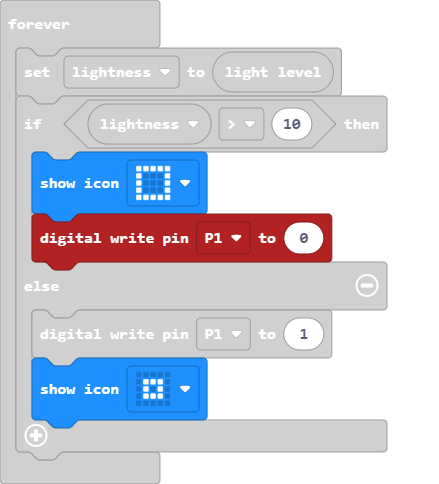 forever
set lightness to light level
if lightness > 10 then
show icon
digital write pin P1 to 0
else
digital write pin P1 to 1
show icon